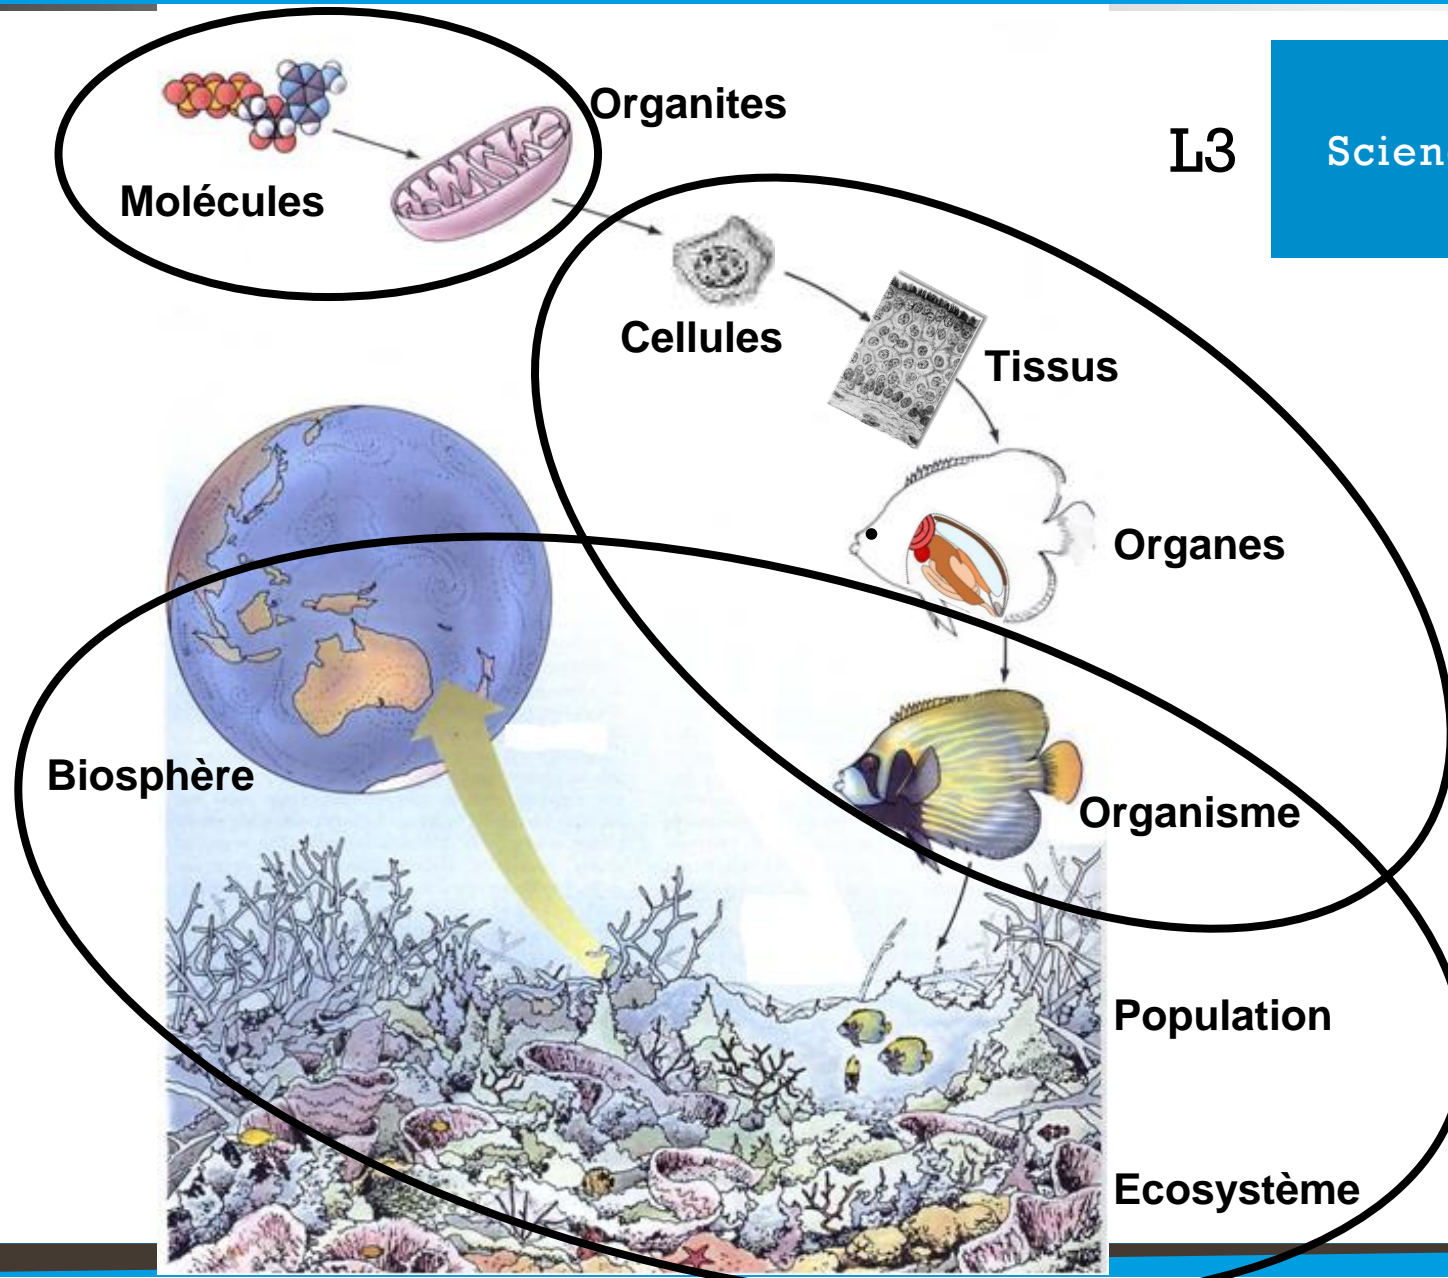 Organites
L3
Scien
Molécules
Cellules
Tissus
Organes
Biosphère
Organisme
Population
Ecosystème